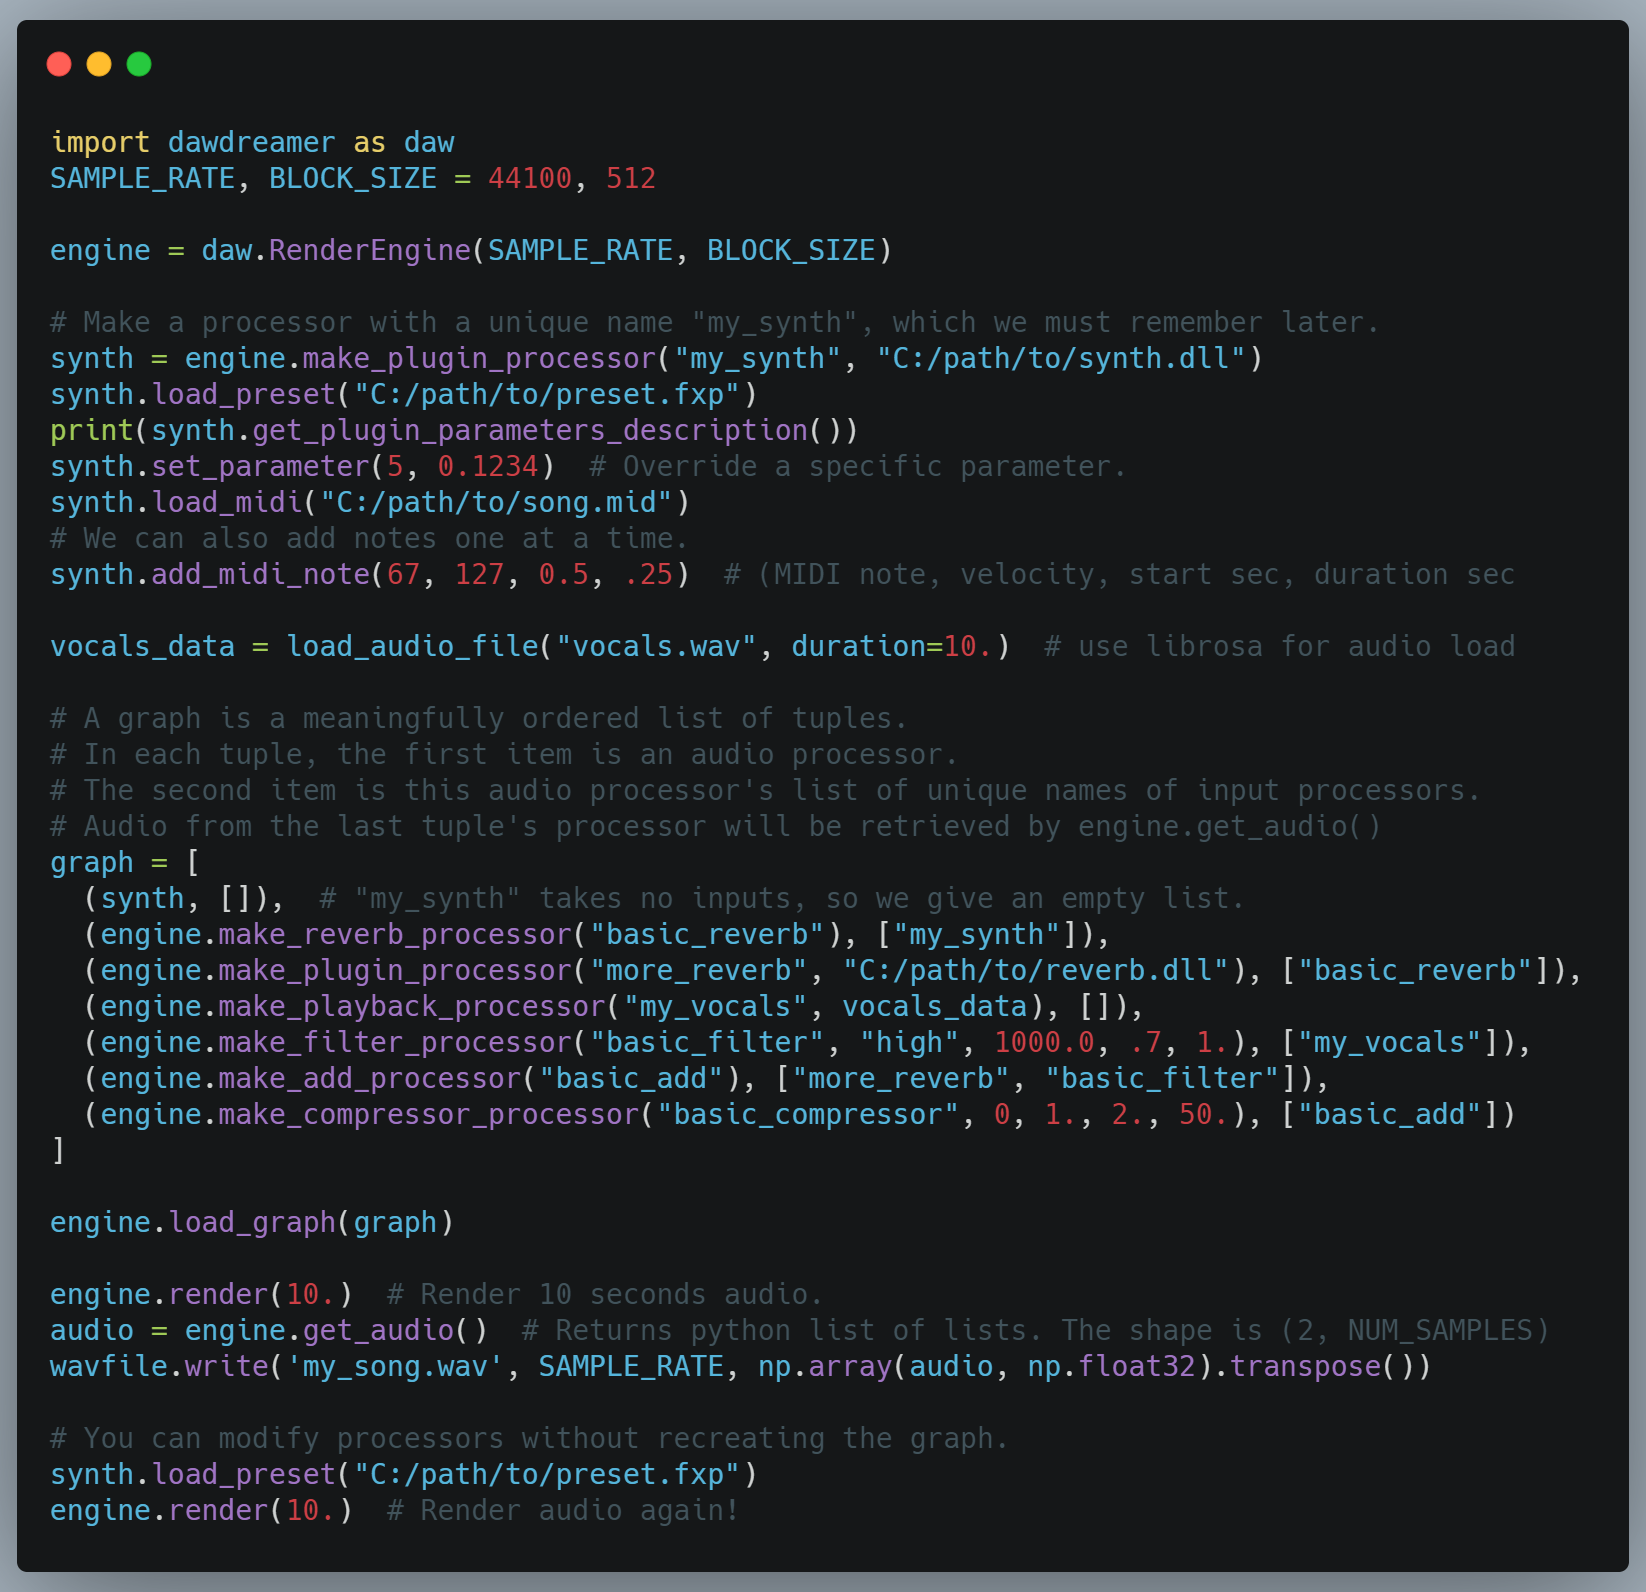 import dawdreamer as daw
SAMPLE_RATE, BLOCK_SIZE = 44100, 512

engine = daw.RenderEngine(SAMPLE_RATE, BLOCK_SIZE)

# Make a processor with a unique name "my_synth", which we must remember later.
synth = engine.make_plugin_processor("my_synth", "C:/path/to/synth.dll")
synth.load_preset("C:/path/to/preset.fxp")
print(synth.get_plugin_parameters_description())
synth.set_parameter(5, 0.1234)  # Override a specific parameter.
synth.load_midi("C:/path/to/song.mid")
# We can also add notes one at a time.
synth.add_midi_note(67, 127, 0.5, .25)  # (MIDI note, velocity, start sec, duration sec

vocals_data = load_audio_file("vocals.wav", duration=10.)  # use librosa for audio load

# A graph is a meaningfully ordered list of tuples.
# In each tuple, the first item is an audio processor.
# The second item is this audio processor's list of unique names of input processors.
# Audio from the last tuple's processor will be retrieved by engine.get_audio()
graph = [
  (synth, []),  # "my_synth" takes no inputs, so we give an empty list.
  (engine.make_reverb_processor("basic_reverb"), ["my_synth"]),
  (engine.make_plugin_processor("more_reverb", "C:/path/to/reverb.dll"), ["basic_reverb"]),
  (engine.make_playback_processor("my_vocals", vocals_data), []),
  (engine.make_filter_processor("basic_filter", "high", 1000.0, .7, 1.), ["my_vocals"]),
  (engine.make_add_processor("basic_add"), ["more_reverb", "basic_filter"]),
  (engine.make_compressor_processor("basic_compressor", 0, 1., 2., 50.), ["basic_add"])
]

engine.load_graph(graph)

engine.render(10.)  # Render 10 seconds audio.
audio = engine.get_audio()  # Returns python list of lists. The shape is (2, NUM_SAMPLES)
wavfile.write('my_song.wav', SAMPLE_RATE, np.array(audio, np.float32).transpose())

# You can modify processors without recreating the graph.
synth.load_preset("C:/path/to/preset.fxp")
engine.render(10.)  # Render audio again!